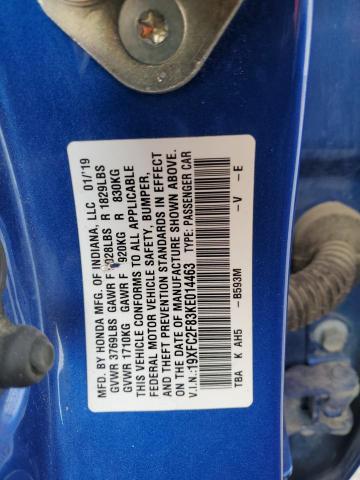 MFD. BY HONDA MFG. OF INDIANA, LLC 01/'19
GVWR 3769LBS GAWR F 028LBS R 1829LBS
GVWR 1710KG GAWR F 920KG R 830KG
THIS VEHICLE CONFORMS TO ALL APPLICABLE
FEDERAL MOTOR VEHICLE SAFETY, BUMPER,
AND THEFT PREVENTION STANDARDS IN EFFECT
ON THE DATE OF MANUFACTURE SHOWN ABOVE.
V.I.N.:19XFC2F83KE014463 TYPE: PASSENGER CAR
TBA K AH5 -B593M -V -E